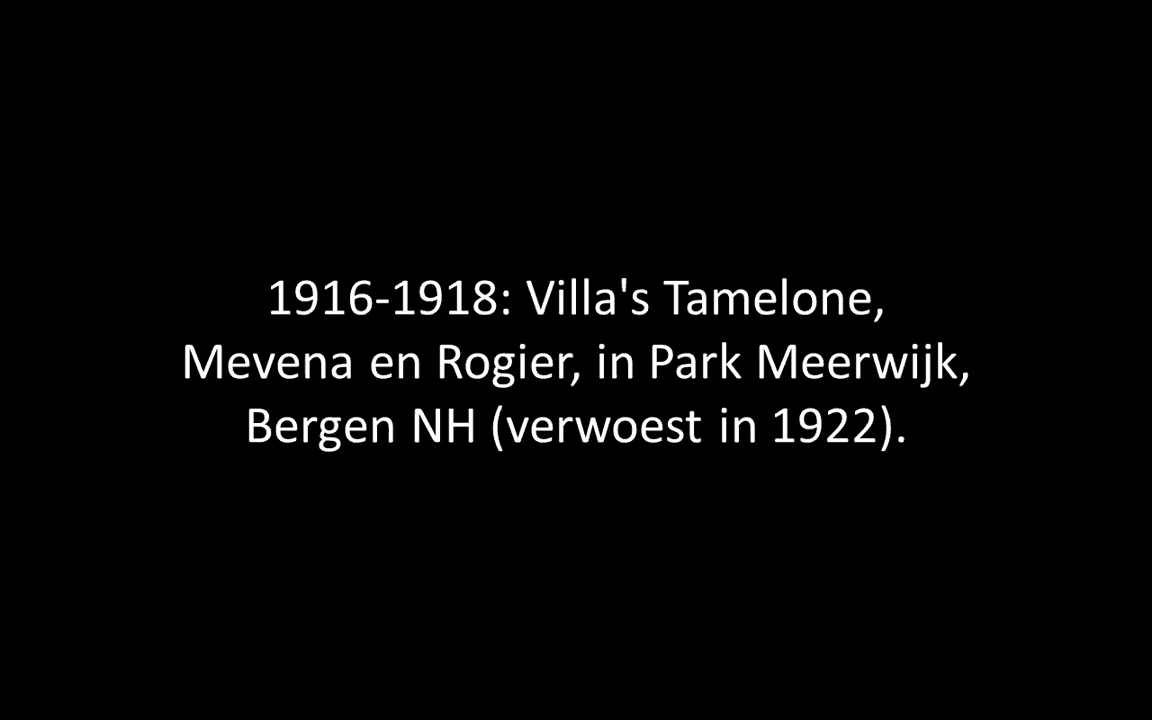 1916-1918: Villa's Tamelone,
Mevena en Rogier, in Park Meerwijk,
Bergen NH (verwoest in 1922).